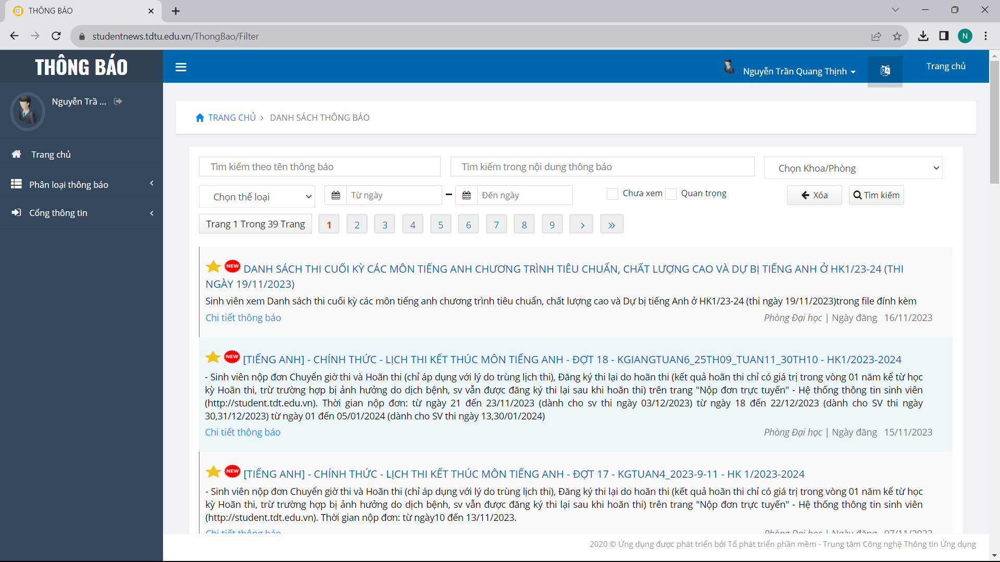 THÔNG BÁO
studentnews.tdtu.edu.vn/ThongBao/Filter
N
THÔNG BÁO
Nguyễn Trần Quang Thịnh
Trang chủ
Nguyễn Trầ ...
Trang chủ
Phân loại thông báo
Cổng thông tin
TRANG CHỦ > DANH SÁCH THÔNG BÁO
Tìm kiếm theo tên thông báo
Tim kiếm trong nội dung thông báo
Chọn Khoa/Phòng
Chọn thể loại
Từ ngày
Đến ngày
Chưa xem
Quan trọng
Xóa
Tìm kiếm
Trang 1 Trong 39 Trang
1 2 3 4 5 6 7 8 9 > »
NEW DANH SÁCH THI CUỐI KỲ CÁC MÔN TIẾNG ANH CHƯƠNG TRÌNH TIÊU CHUẨN, CHẤT LƯỢNG CAO VÀ DỰ BỊ TIẾNG ANH Ở HK1/23-24 (THI
NGÀY 19/11/2023)
Sinh viên xem Danh sách thi cuối kỳ các môn tiếng anh chương trình tiêu chuẩn, chất lượng cao và Dự bị tiếng Anh ở HK1/23-24 (thi ngày 19/11/2023)trong file đính kèm
Chi tiết thông báo
Phòng Đại học | Ngày đăng 16/11/2023
NEW [TIẾNG ANH] - CHÍNH THỨC - LỊCH THI KẾT THÚC MÔN TIẾNG ANH - ĐỢT 18 - KGIANGTUAN6_25TH09_TUAN11_30TH10 - HK1/2023-2024
- Sinh viên nộp đơn Chuyển giờ thi và Hoãn thi (chỉ áp dụng với lý do trùng lịch thi), Đăng ký thi lại do hoãn thi (kết quả hoãn thi chỉ có giá trị trong vòng 01 năm kể từ học
kỳ Hoãn thi, trừ trường hợp bị ảnh hưởng do dịch bệnh, sv vẫn được đăng ký thi lại sau khi hoãn thi) trên trang "Nộp đơn trực tuyến" - Hệ thống thông tin sinh viên
(http://student.tdt.edu.vn). Thời gian nộp đơn: từ ngày 21 đến 23/11/2023 (dành cho sv thi ngày 03/12/2023) từ ngày 18 đến 22/12/2023 (dành cho SV thi ngày
30,31/12/2023) từ ngày 01 đến 05/01/2024 (dành cho SV thi ngày 13,30/01/2024)
Chi tiết thông báo
Phòng Đại học | Ngày đăng 15/11/2023
NEW [TIẾNG ANH] - CHÍNH THỨC - LỊCH THI KẾT THÚC MÔN TIẾNG ANH - ĐỢT 17 - KGTUAN4_2023-9-11 - HK 1/2023-2024
- Sinh viên nộp đơn Chuyển giờ thi và Hoãn thi (chỉ áp dụng với lý do trùng lịch thi), Đăng ký thi lại do hoãn thi (kết quả hoãn thi chỉ có giá trị trong vòng 01 năm kể từ học
kỳ Hoãn thi, trừ trường hợp bị ảnh hưởng do dịch bệnh, sv vẫn được đăng ký thi lại sau khi hoãn thi) trên trang "Nộp đơn trực tuyến" - Hệ thống thông tin sinh viên
(http://student.tdt.edu.vn). Thời gian nộp đơn: từ ngày10 đến 13/11/2023.
Chi tiết thông báo
Phòng Đại học | Ngày đăng 07/11/2023
2020 © Ứng dụng được phát triển bởi Tổ phát triển phần mềm - Trung tâm Công nghệ Thông tin Ứng dụng